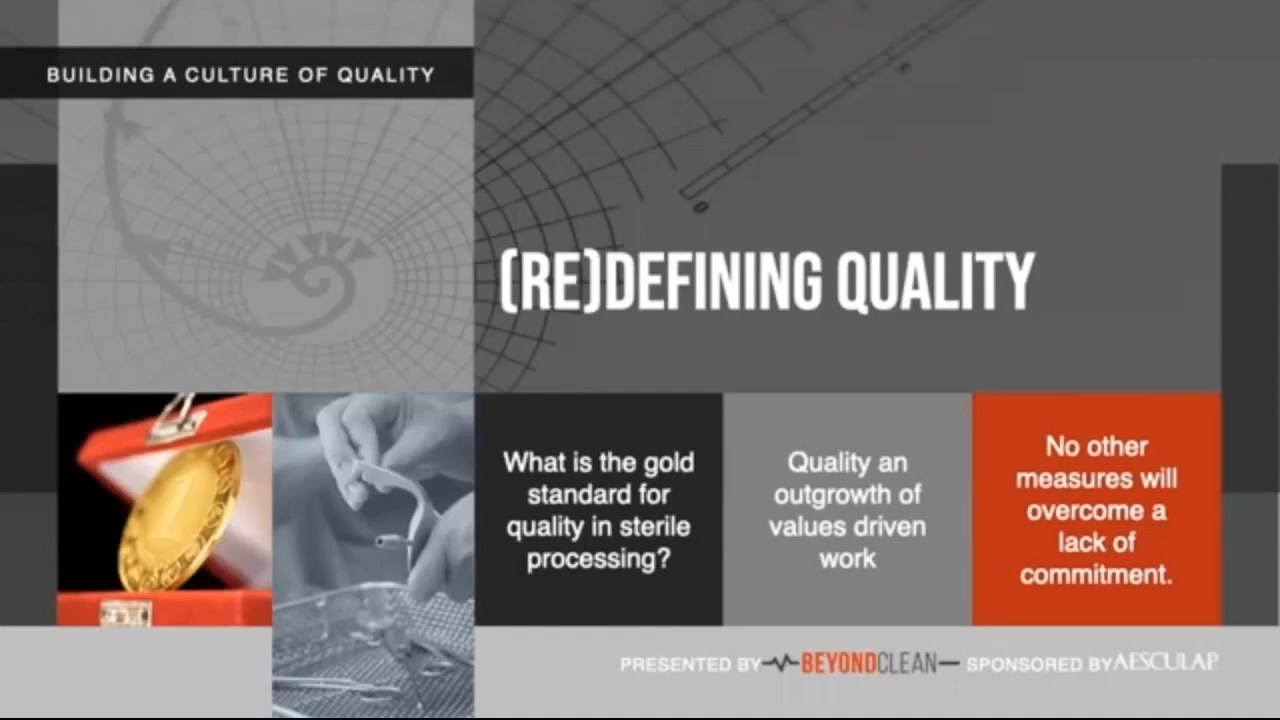 BUILDING A CULTURE OF QUALITY
(RE)DEFINING QUALITY
What is the gold
standard for
quality in sterile
processing?
Quality an
outgrowth of
values driven
work
No other
measures will
overcome a
lack of
commitment.
PRESENTED BY BEYONDCLEAN SPONSORED BY AESCULAP